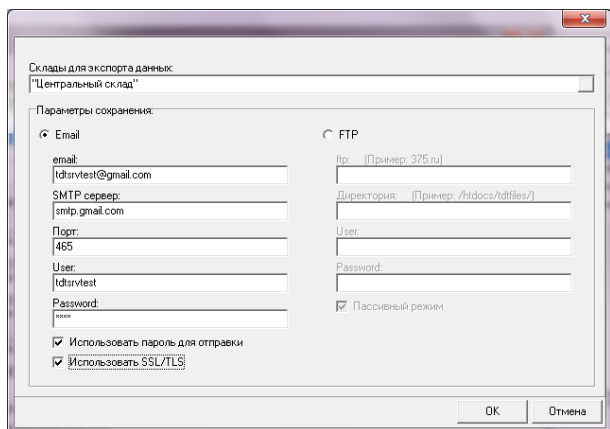 Склады для экспорта данных:
"Центральный склад"
Параметры сохранения:
Email
email:
tdtsrvtest@gmail.com
SMTP сервер:
smtp.gmail.com
Порт:
465
User:
tdtsrvtest
Password:
××××
Использовать пароль для отправки
Использовать SSL/TLS
FTP
ftp: (Пример: 375.ru)
Директория: (Пример: /htdocs/tdtfiles/)
User:
Password:
Пассивный режим
OK Отмена